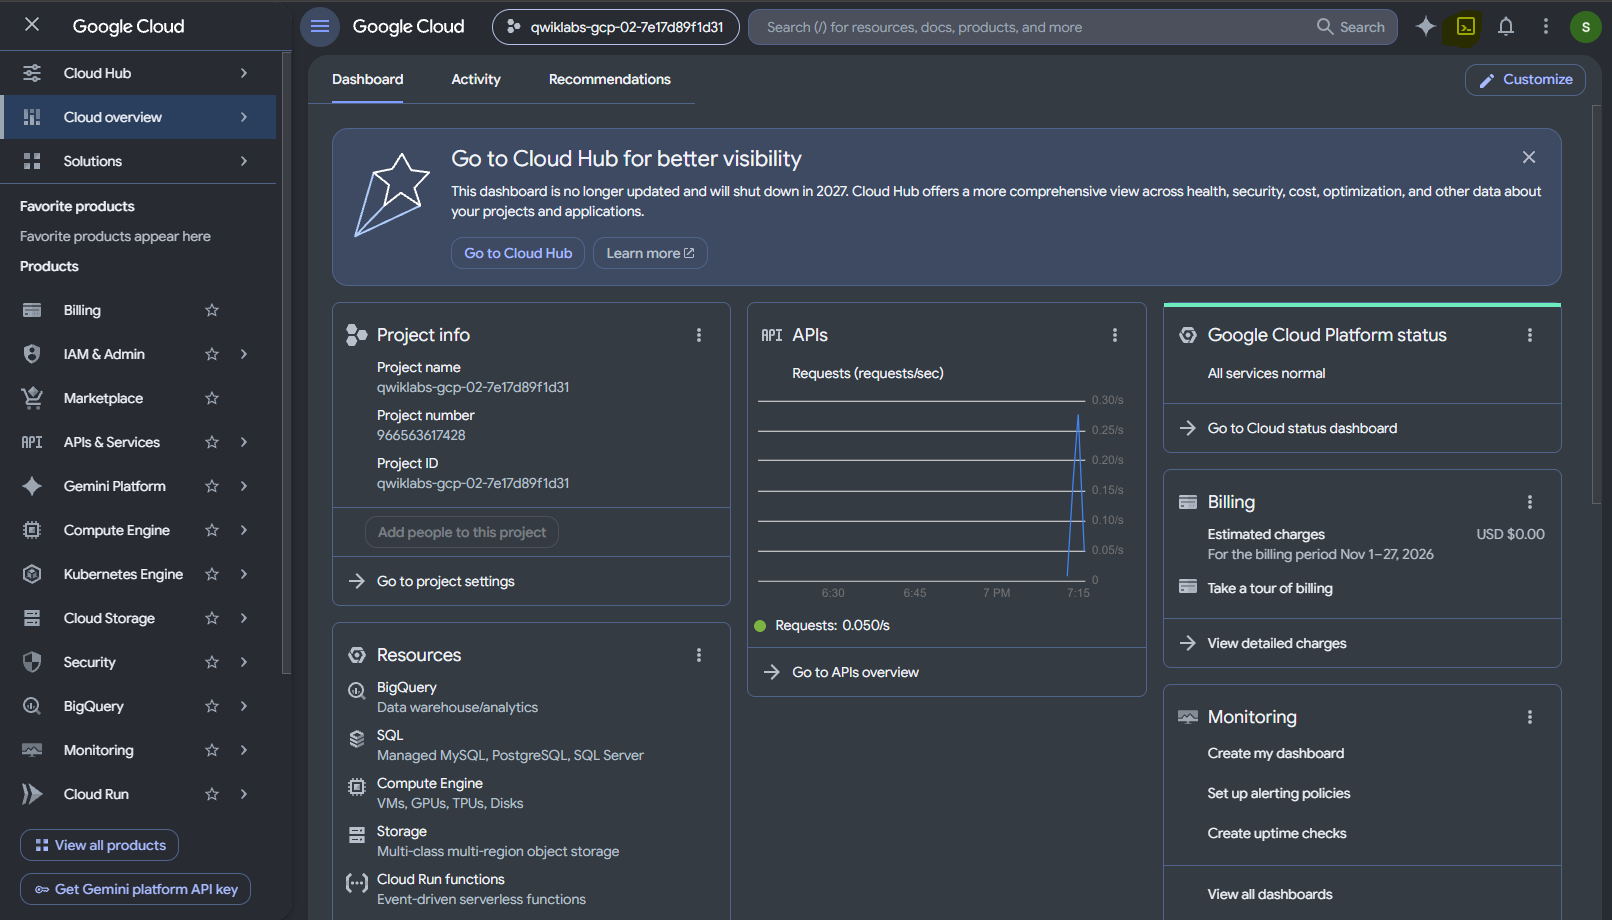 Google Cloud
Cloud Hub
Cloud overview
Solutions
Favorite products
Favorite products appear here
Products
Billing
IAM & Admin
Marketplace
API
APIs & Services
Gemini Platform
Compute Engine
Kubernetes Engine
Cloud Storage
Security
BigQuery
Monitoring
Cloud Run
View all products
Get Gemini platform API key
Google Cloud
qwiklabs-gcp-02-7e17d89f1d31
Search (/) for resources, docs, products, and more
Search
S
Dashboard
Activity
Recommendations
Customize
Go to Cloud Hub for better visibility
This dashboard is no longer updated and will shut down in 2027. Cloud Hub offers a more comprehensive view across health, security, cost, optimization, and other data about
your projects and applications.
Go to Cloud Hub
Learn more
Project info
Project name
qwiklabs-gcp-02-7e17d89f1d31
Project number
966563617428
Project ID
qwiklabs-gcp-02-7e17d89f1d31
Add people to this project
Go to project settings
Resources
BigQuery
Data warehouse/analytics
SQL
Managed MySQL, PostgreSQL, SQL Server
Compute Engine
VMs, GPUs, TPUs, Disks
Storage
Multi-class multi-region object storage
Cloud Run functions
Event-driven serverless functions
API
APIs
Requests (requests/sec)
0.30/s
0.25/s
0.20/s
0.15/s
0.10/s
0.05/s
0
6:30
6:45
7 PM
7:15
Requests: 0.050/s
Go to APIs overview
Google Cloud Platform status
All services normal
Go to Cloud status dashboard
Billing
Estimated charges
USD $0.00
For the billing period Nov 1–27, 2026
Take a tour of billing
View detailed charges
Monitoring
Create my dashboard
Set up alerting policies
Create uptime checks
View all dashboards